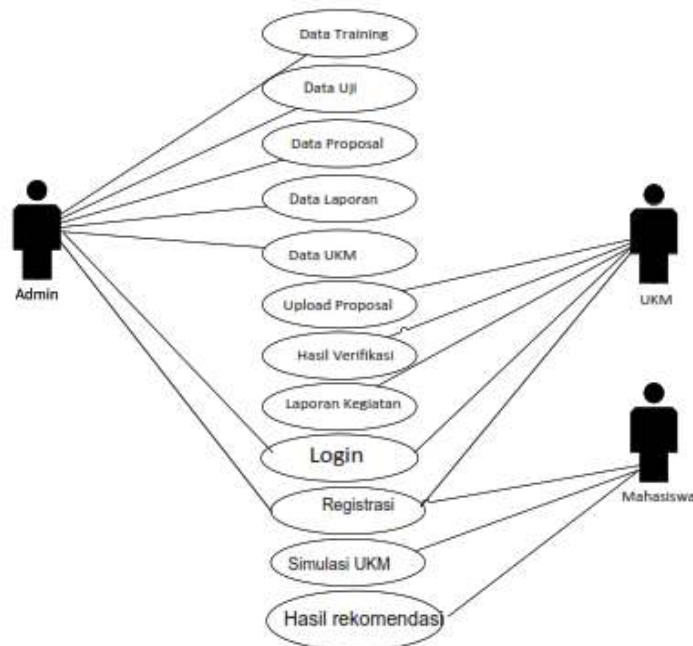 Data Training
Data Uji
Data Proposal
Data Laporan
Data UKM
Admin
Upload Proposal
UKM
Hasil Verifikasi
Laporan Kegiatan
Login
Registrasi
Mahasiswa
Simulasi UKM
Hasil rekomendasi